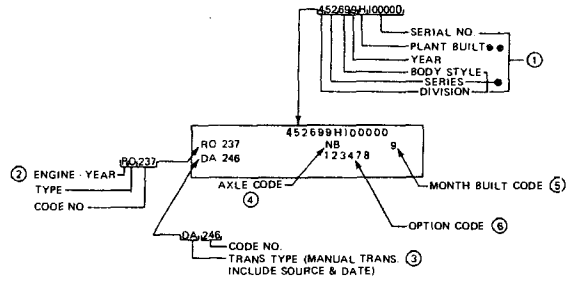 452699H100000
SERIAL NO.
PLANT BUILT
YEAR
BODY STYLE
SERIES
DIVISION
1
452699H100000
RO 237 NB 9
DA 246 123478
2 ENGINE - YEAR RO 237
TYPE
CODE NO
AXLE CODE
4
MONTH BUILT CODE 5
OPTION CODE 6
DA 246
CODE NO.
TRANS TYPE (MANUAL TRANS. 3
INCLUDE SOURCE & DATE)